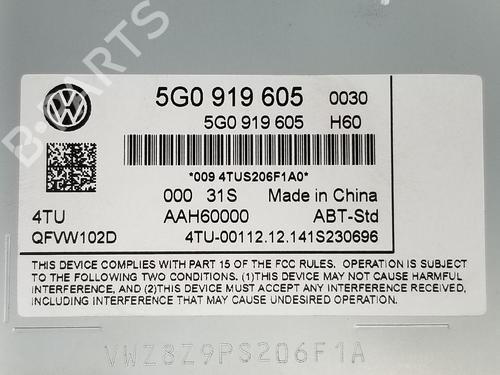 B-PARTS
5G0 919 605 0030
5G0 919 605 H60
*009 4TUS206F1A0*
000 31S Made in China
4TU AAH60000 ABT-Std
QFVW102D 4TU-00112.12.141S230696
THIS DEVICE COMPLIES WITH PART 15 OF THE FCC RULES. OPERATION IS SUBJECT
TO THE FOLLOWING TWO CONDITIONS. (1)THIS DEVICE MAY NOT CAUSE HARMFUL
INTERFERENCE, AND (2)THIS DEVICE MUST ACCEPT ANY INTERFERENCE RECEIVED,
INCLUDING INTERFERENCE THAT MAY CAUSE UNDESIRED OPERATION.
VWZ8Z9PS206F1A